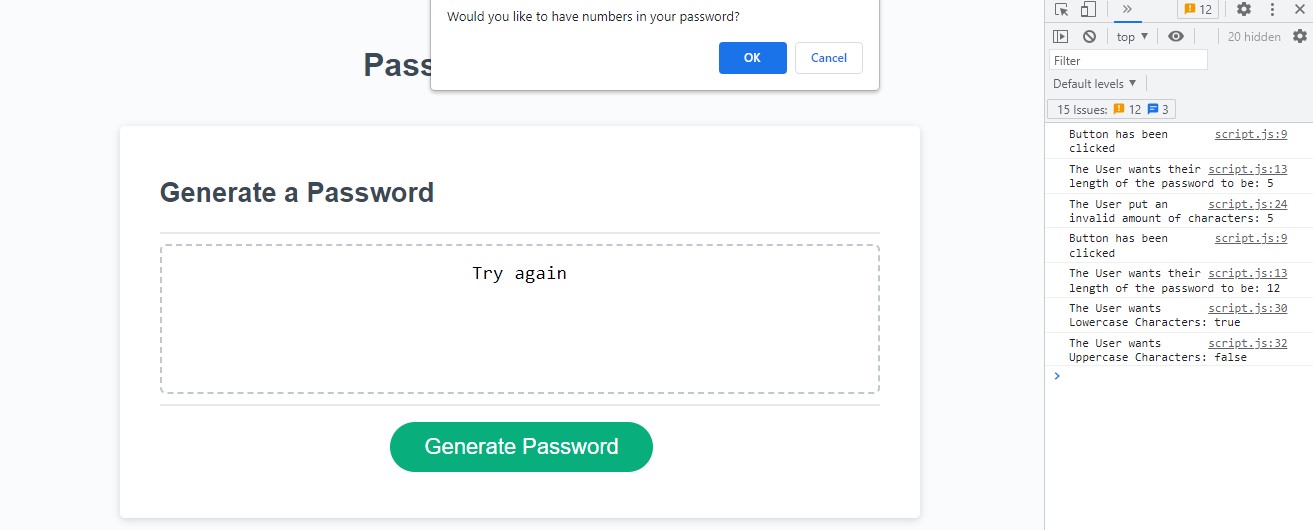 Would you like to have numbers in your password?
OK
Cancel
Pass
Generate a Password
Try again
Generate Password
12
top ▼
20 hidden
Filter
Default levels ▼
15 Issues: 12 3
Button has been script.js:9
clicked
The User wants their script.js:13
length of the password to be: 5
The User put an script.js:24
invalid amount of characters: 5
Button has been script.js:9
clicked
The User wants their script.js:13
length of the password to be: 12
The User wants script.js:30
Lowercase Characters: true
The User wants script.js:32
Uppercase Characters: false